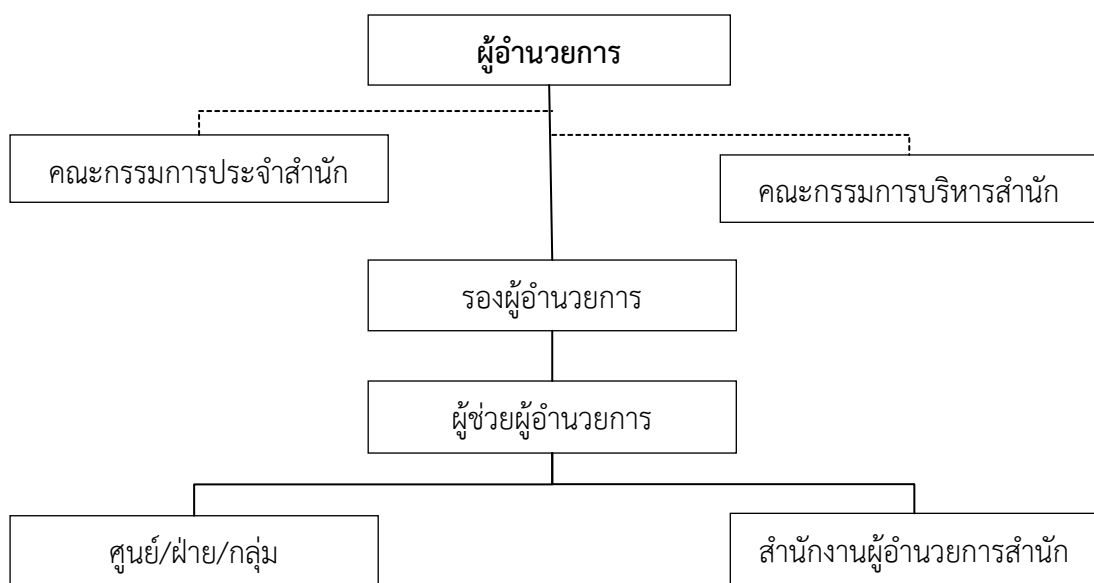 ผู้อำนวยการ
คณะกรรมการประจำสำนัก
คณะกรรมการบริหารสำนัก
รองผู้อำนวยการ
ผู้ช่วยผู้อำนวยการ
ศูนย์/ฝ่าย/กลุ่ม
สำนักงานผู้อำนวยการสำนัก